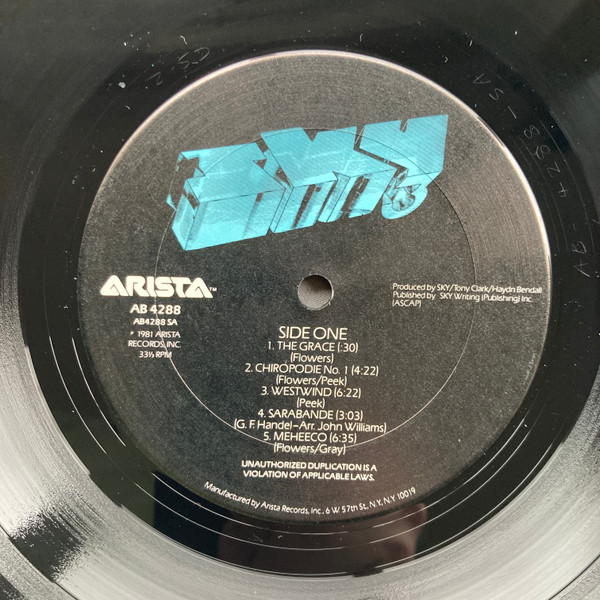 SKY 3
ARISTA™
AB 4288
AB4288 SA
℗ 1981 ARISTA
RECORDS, INC
33⅓ RPM
Produced by SKY/Tony Clark/Haydn Bendall
Published by SKY Writing (Publishing) Inc
(ASCAP)
SIDE ONE
1. THE GRACE (:30)
(Flowers)
2. CHIROPODIE No. 1 (4:22)
(Flowers/Peek)
3. WESTWIND (6:22)
(Peek)
4. SARABANDE (3:03)
(G. F. Handel–Arr. John Williams)
5. MEHEECO (6:35)
(Flowers/Gray)
UNAUTHORIZED DUPLICATION IS A
VIOLATION OF APPLICABLE LAWS.
Manufactured by Arista Records, Inc., 6 W 57th St., N.Y., N.Y 10019
AB-4288-SA